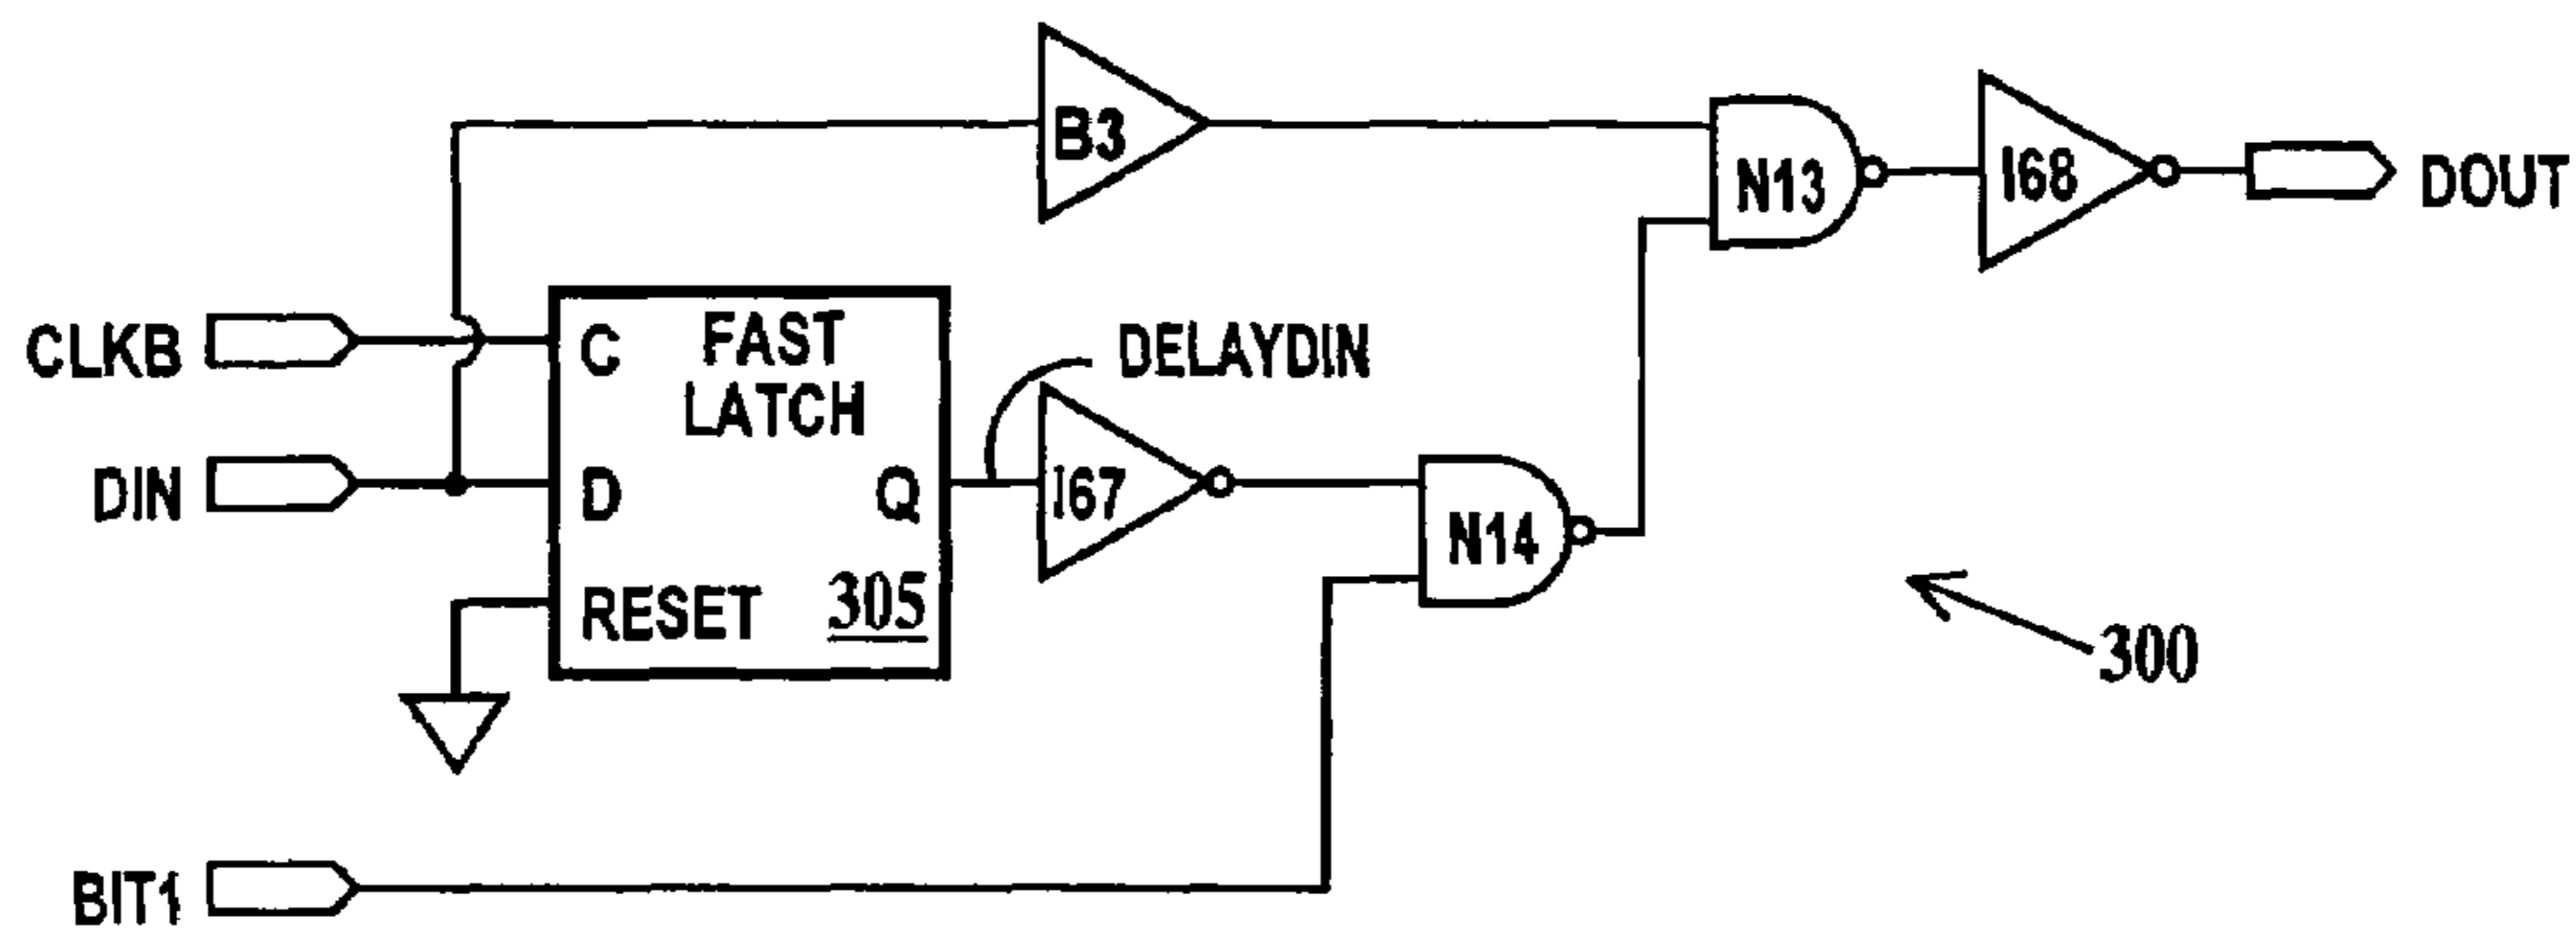 B3
N13
I68
DOUT
CLKB
C
FAST
LATCH
DELAYDIN
DIN
D
Q
I67
N14
RESET
305
300
BIT1